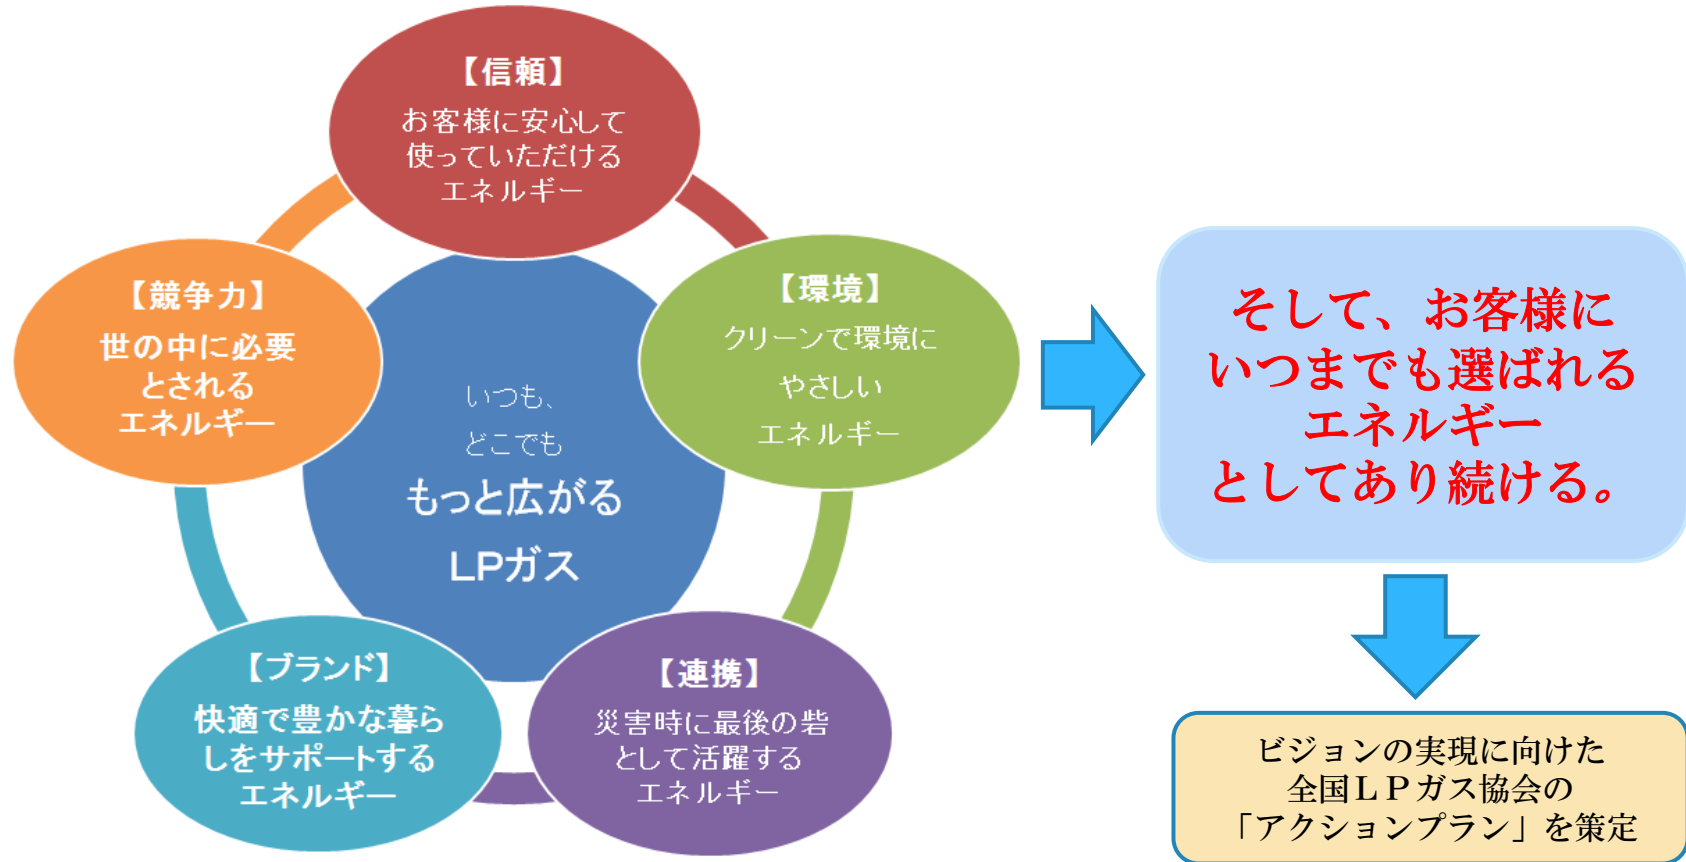 【信頼】
お客様に安心して
使っていただける
エネルギー
【環境】
クリーンで環境に
やさしい
エネルギー
【連携】
災害時に最後の砦
として活躍する
エネルギー
【ブランド】
快適で豊かな暮ら
しをサポートする
エネルギー
【競争力】
世の中に必要
とされる
エネルギー
いつも、
どこでも
もっと広がる
LPガス
そして、お客様に
いつまでも選ばれる
エネルギー
としてあり続ける。
ビジョンの実現に向けた
全国ＬＰガス協会の
「アクションプラン」を策定